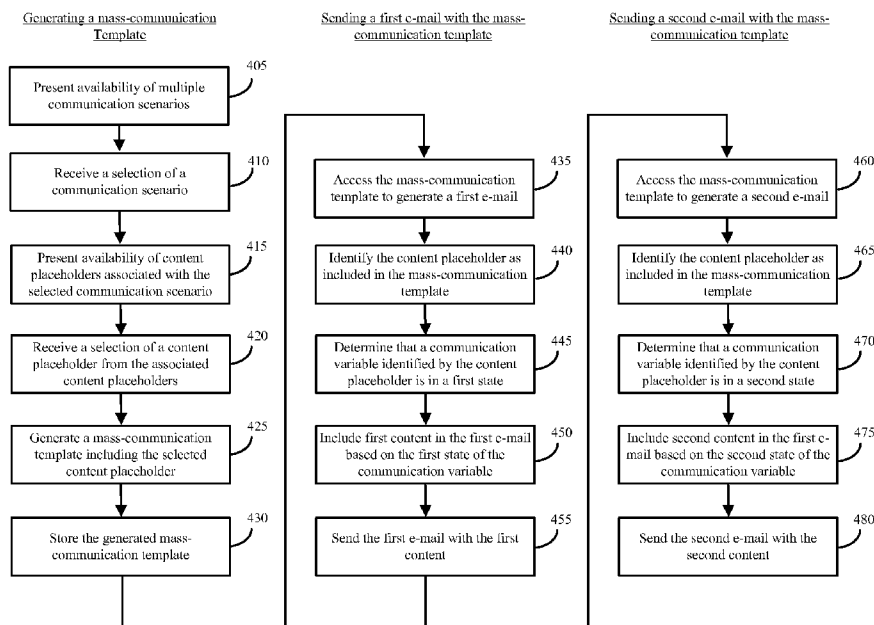 Generating a mass-communication
Template
405
Present availability of multiple
communication scenarios
410
Receive a selection of a
communication scenario
415
Present availability of content
placeholders associated with the
selected communication scenario
420
Receive a selection of a content
placeholder from the associated
content placeholders
425
Generate a mass-communication
template including the selected
content placeholder
430
Store the generated mass-
communication template
Sending a first e-mail with the mass-
communication template
435
Access the mass-communication
template to generate a first e-mail
440
Identify the content placeholder as
included in the mass-communication
template
445
Determine that a communication
variable identified by the content
placeholder is in a first state
450
Include first content in the first e-mail
based on the first state of the
communication variable
455
Send the first e-mail with the first
content
Sending a second e-mail with the mass-
communication template
460
Access the mass-communication
template to generate a second e-mail
465
Identify the content placeholder as
included in the mass-communication
template
470
Determine that a communication
variable identified by the content
placeholder is in a second state
475
Include second content in the first e-
mail based on the second state of the
communication variable
480
Send the second e-mail with the
second content